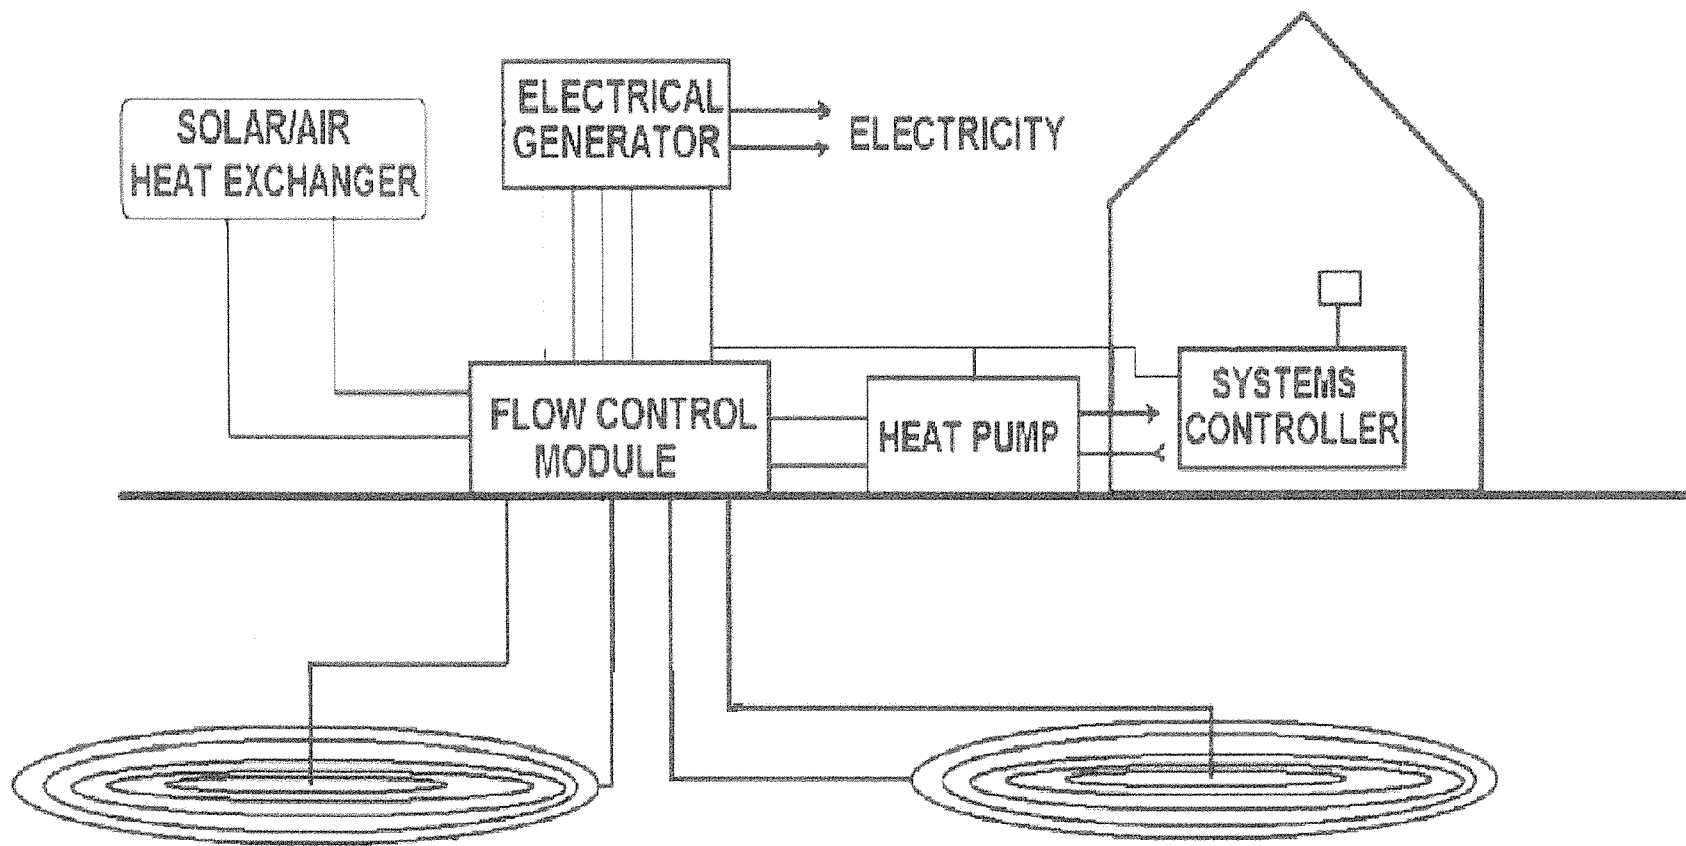 SOLAR/AIR
HEAT EXCHANGER
ELECTRICAL
GENERATOR
ELECTRICITY
FLOW CONTROL
MODULE
HEAT PUMP
SYSTEMS
CONTROLLER